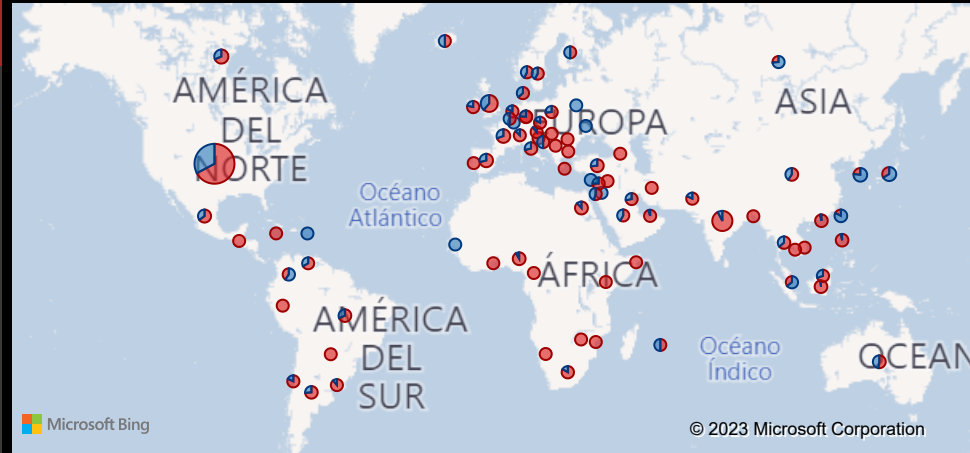 AMÉRICA
DEL
NORTE
EUROPA
ASIA
Océano
Atlántico
ÁFRICA
AMÉRICA
DEL
SUR
Océano
Índico
OCEAN
Microsoft Bing
© 2023 Microsoft Corporation